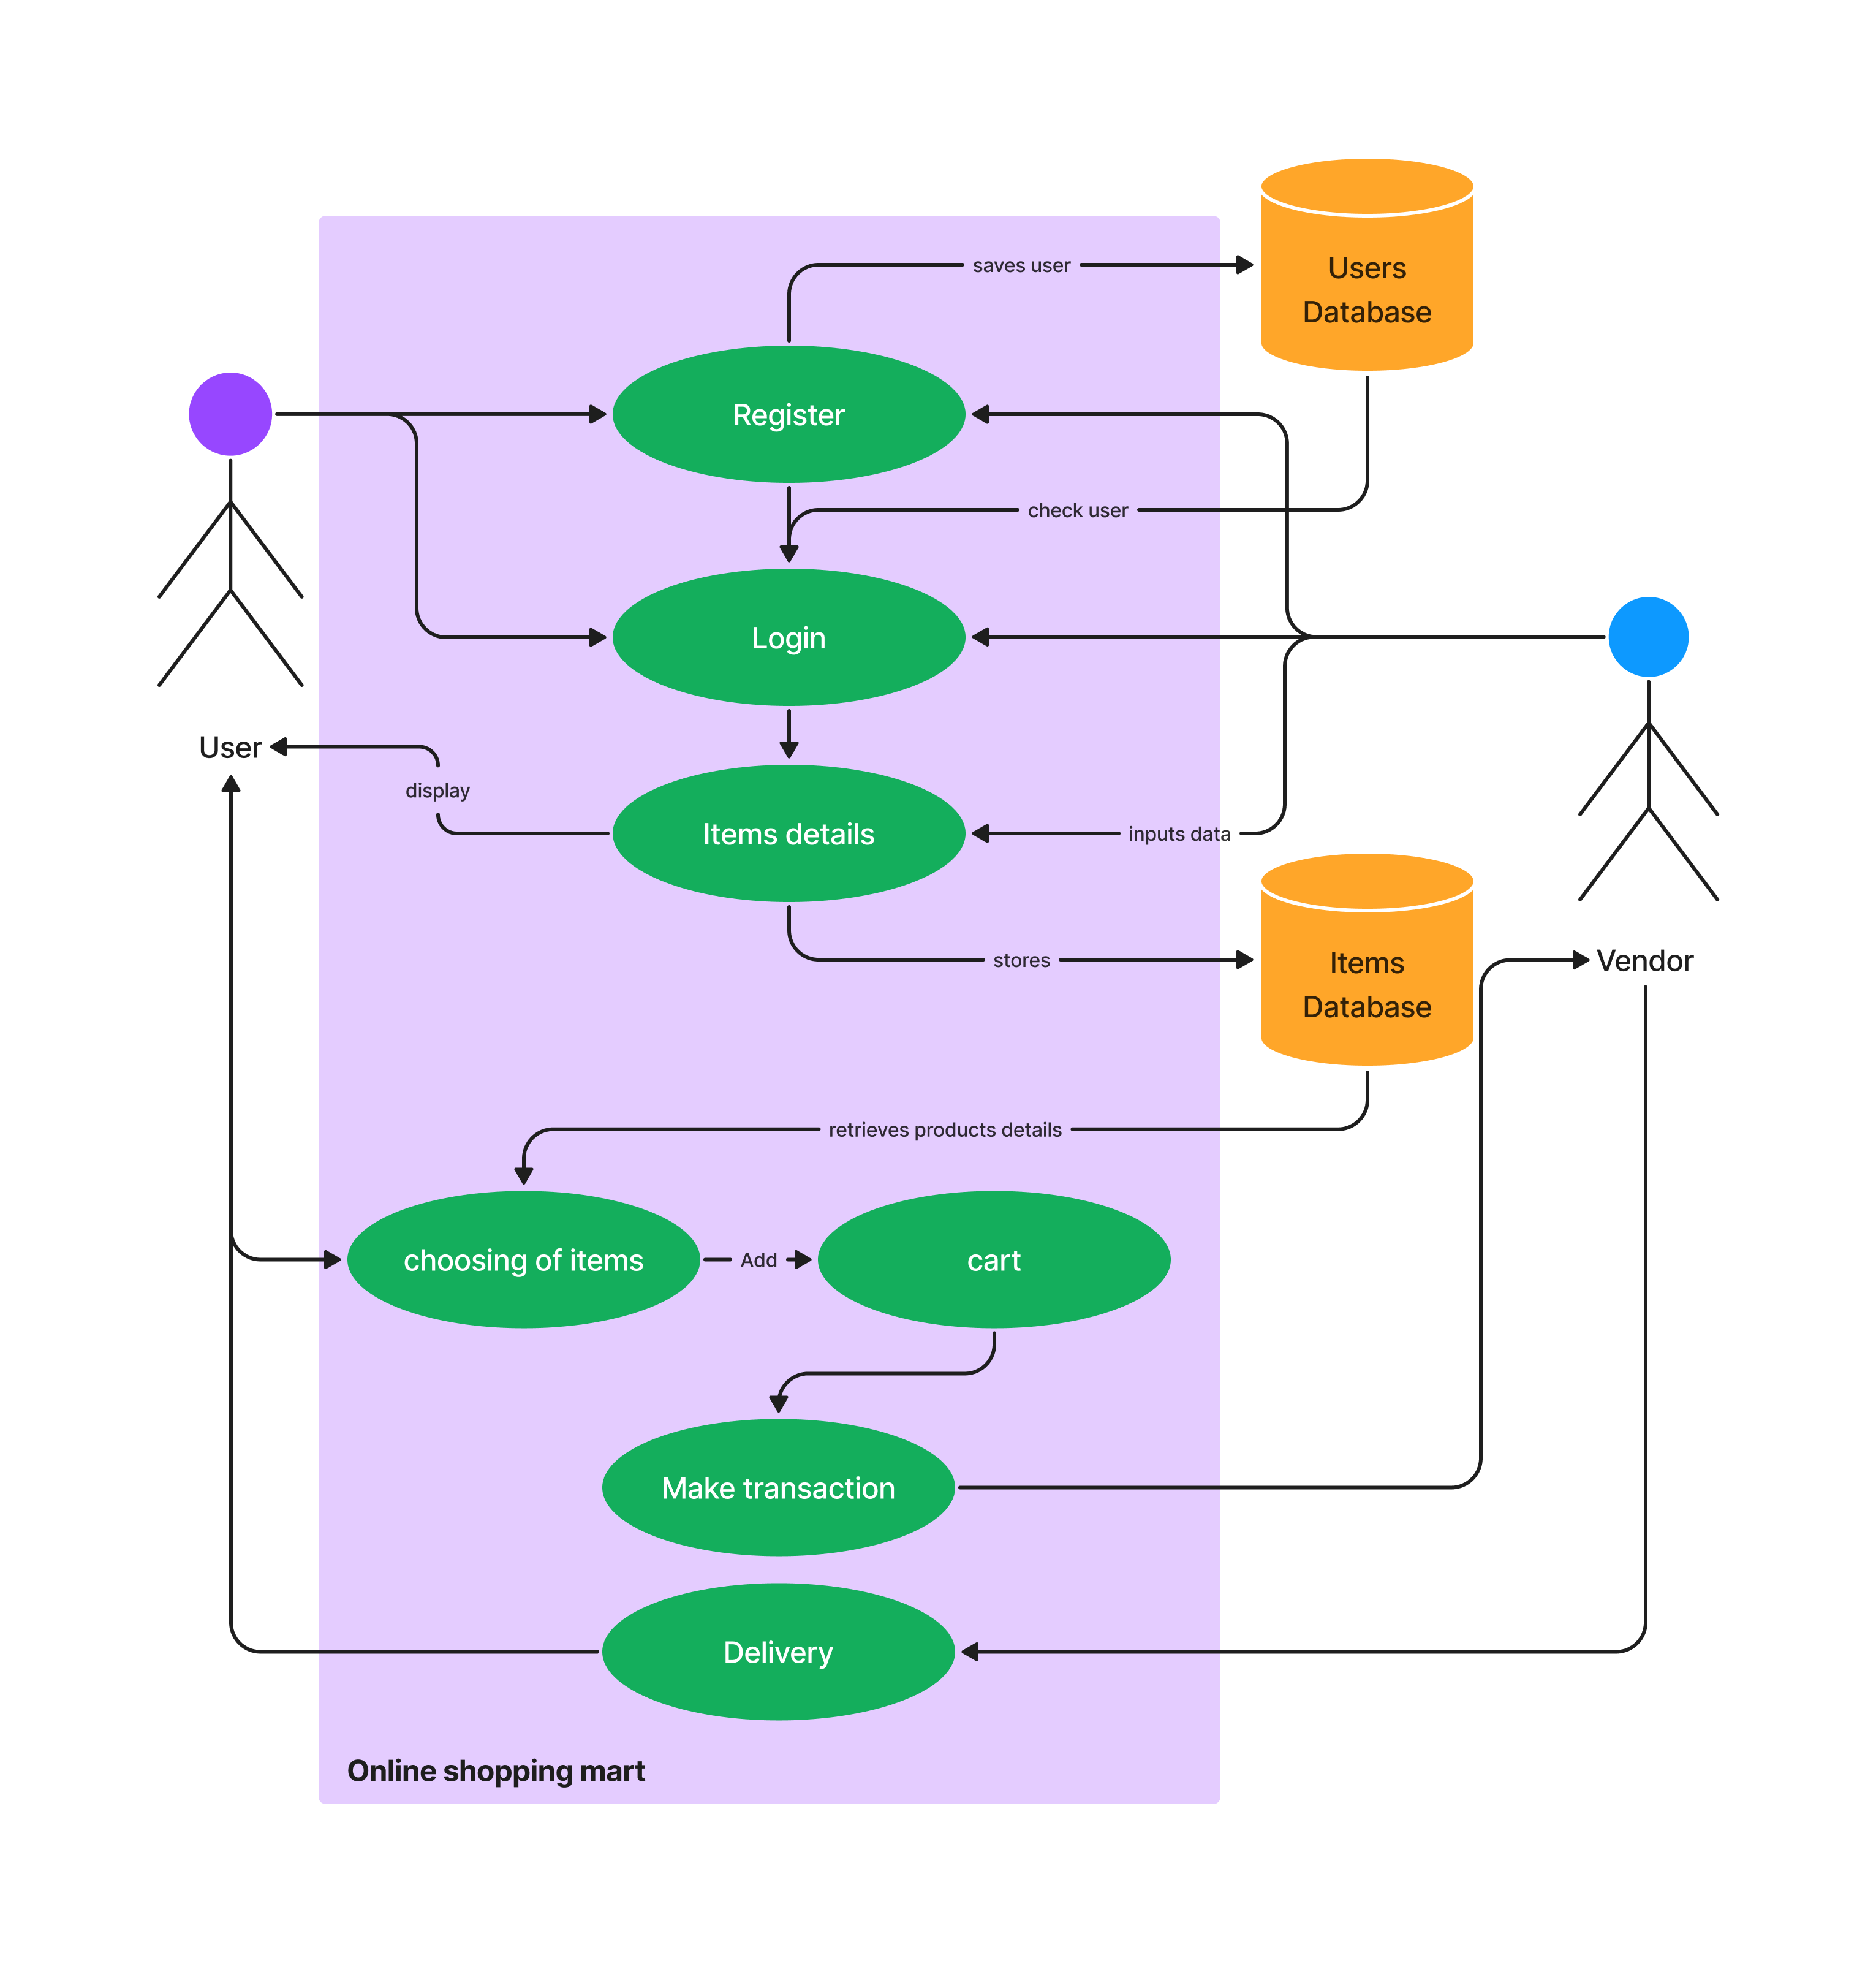 saves user
Users
Database
Register
check user
Login
User
display
Items details
inputs data
stores
Items
Database
Vendor
retrieves products details
choosing of items
Add
cart
Make transaction
Delivery
Online shopping mart